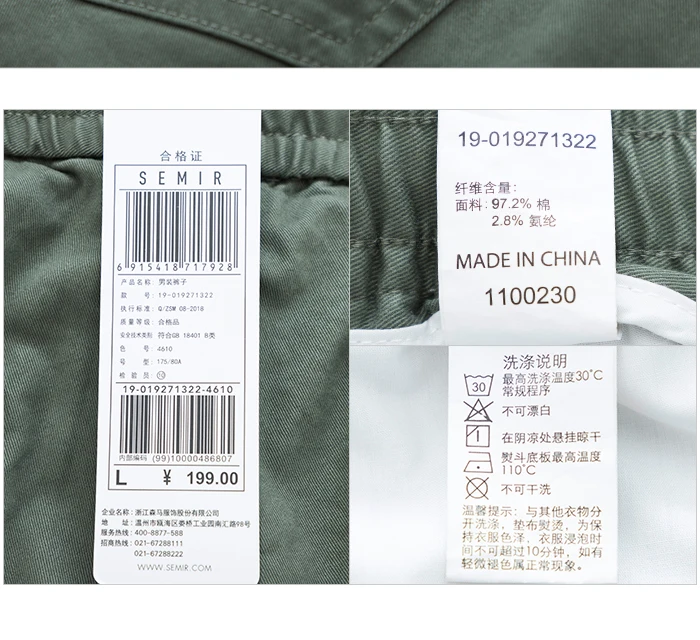 合格证
SEMIR
6 915418 717928
产品名称: 男装裤子
款 号: 19-019271322
执行标准: Q/ZSM 08-2018
质量等级: 合格品
安全技术类别: 符合GB 18401 B类
色 号: 4610
号 型: 175/80A
检 验 员:
19-019271322-4610
内部编码 (99)10000486807
L ¥ 199.00
企业名称: 浙江森马服饰股份有限公司
地 址: 温州市瓯海区娄桥工业园南汇路98号
服务热线: 400-8877-588
招商热线: 021-67288111
021-67288222
WWW.SEMIR.COM
19-019271322
纤维含量:
面料: 97.2% 棉
2.8% 氨纶
MADE IN CHINA
1100230
洗涤说明
30 最高洗涤温度30°C
常规程序
不可漂白
在阴凉处悬挂晾干
熨斗底板最高温度
110°C
不可干洗
温馨提示: 与其他衣物分
开洗涤, 垫布熨烫, 为保
持衣服色泽, 衣服浸泡时
间不可超过10分钟, 如有
轻微褪色属正常现象。